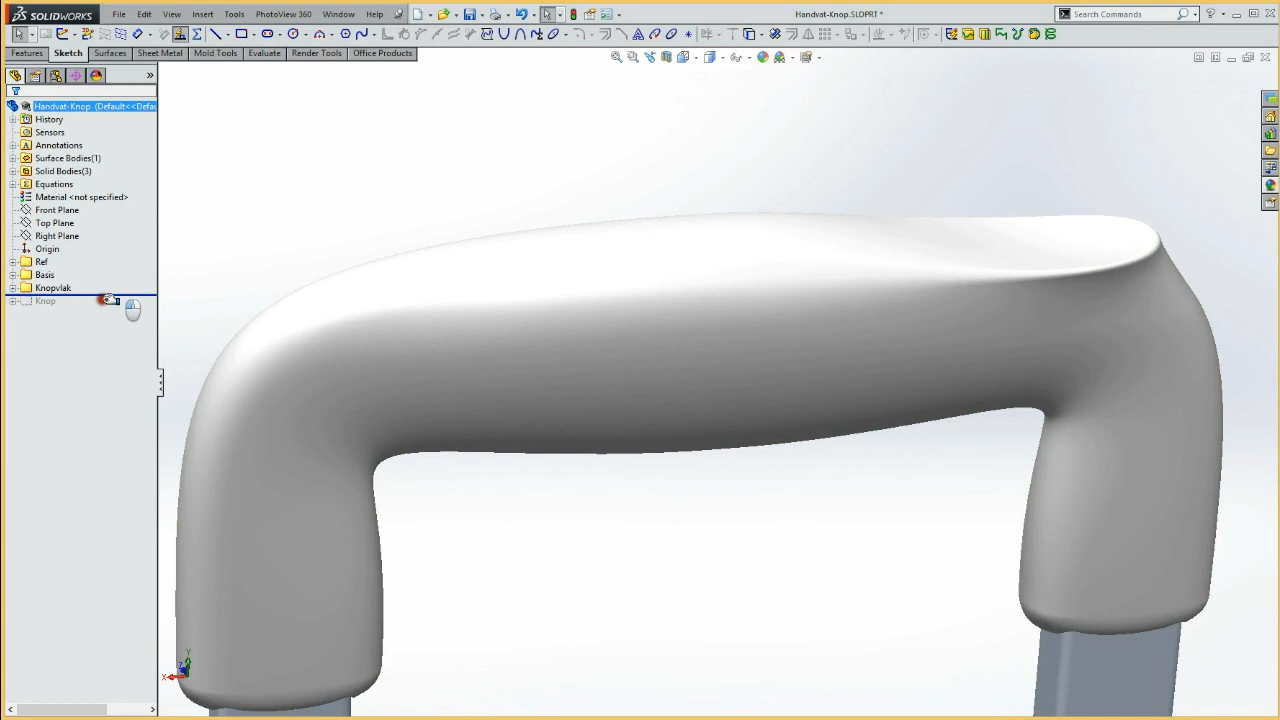 SOLIDWORKS File Edit View Insert Tools PhotoView 360 Window Help Handvat-Knop.SLDPRT * Search Commands ?
Features Sketch Surfaces Sheet Metal Mold Tools Evaluate Render Tools Office Products
Handvat-Knop (Default<<Defau
History
Sensors
Annotations
Surface Bodies(1)
Solid Bodies(3)
Equations
Material <not specified>
Front Plane
Top Plane
Right Plane
Origin
Ref
Basis
Knopvlak
Knop
Y
Z
X